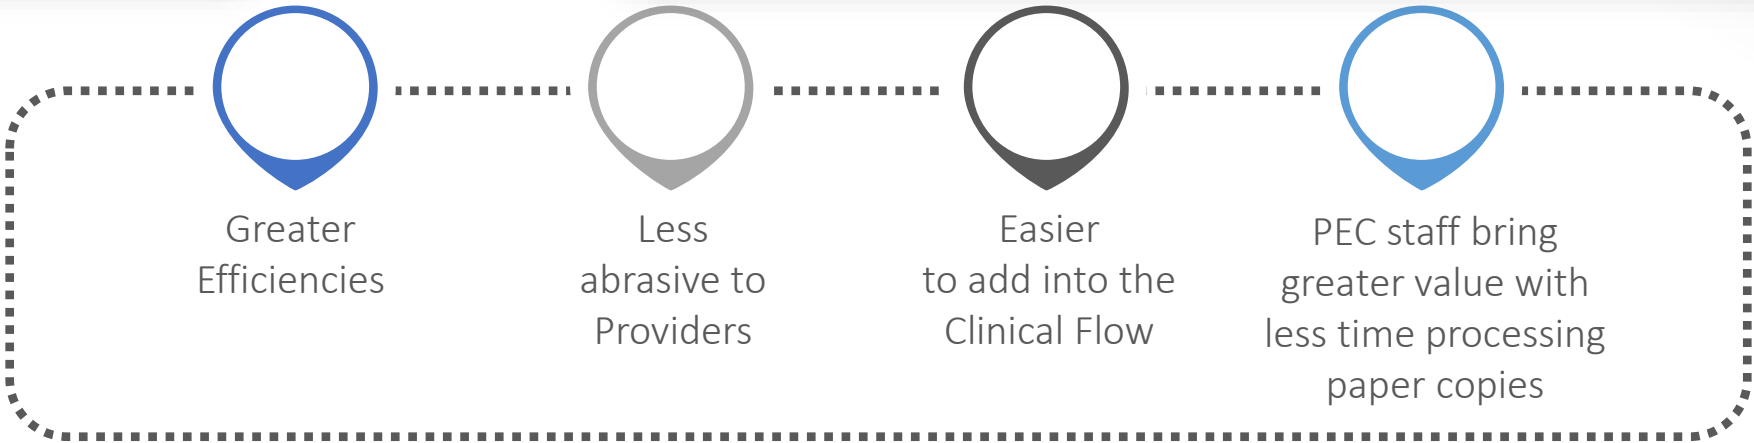 Greater
Efficiencies
Less
abrasive to
Providers
Easier
to add into the
Clinical Flow
PEC staff bring
greater value with
less time processing
paper copies